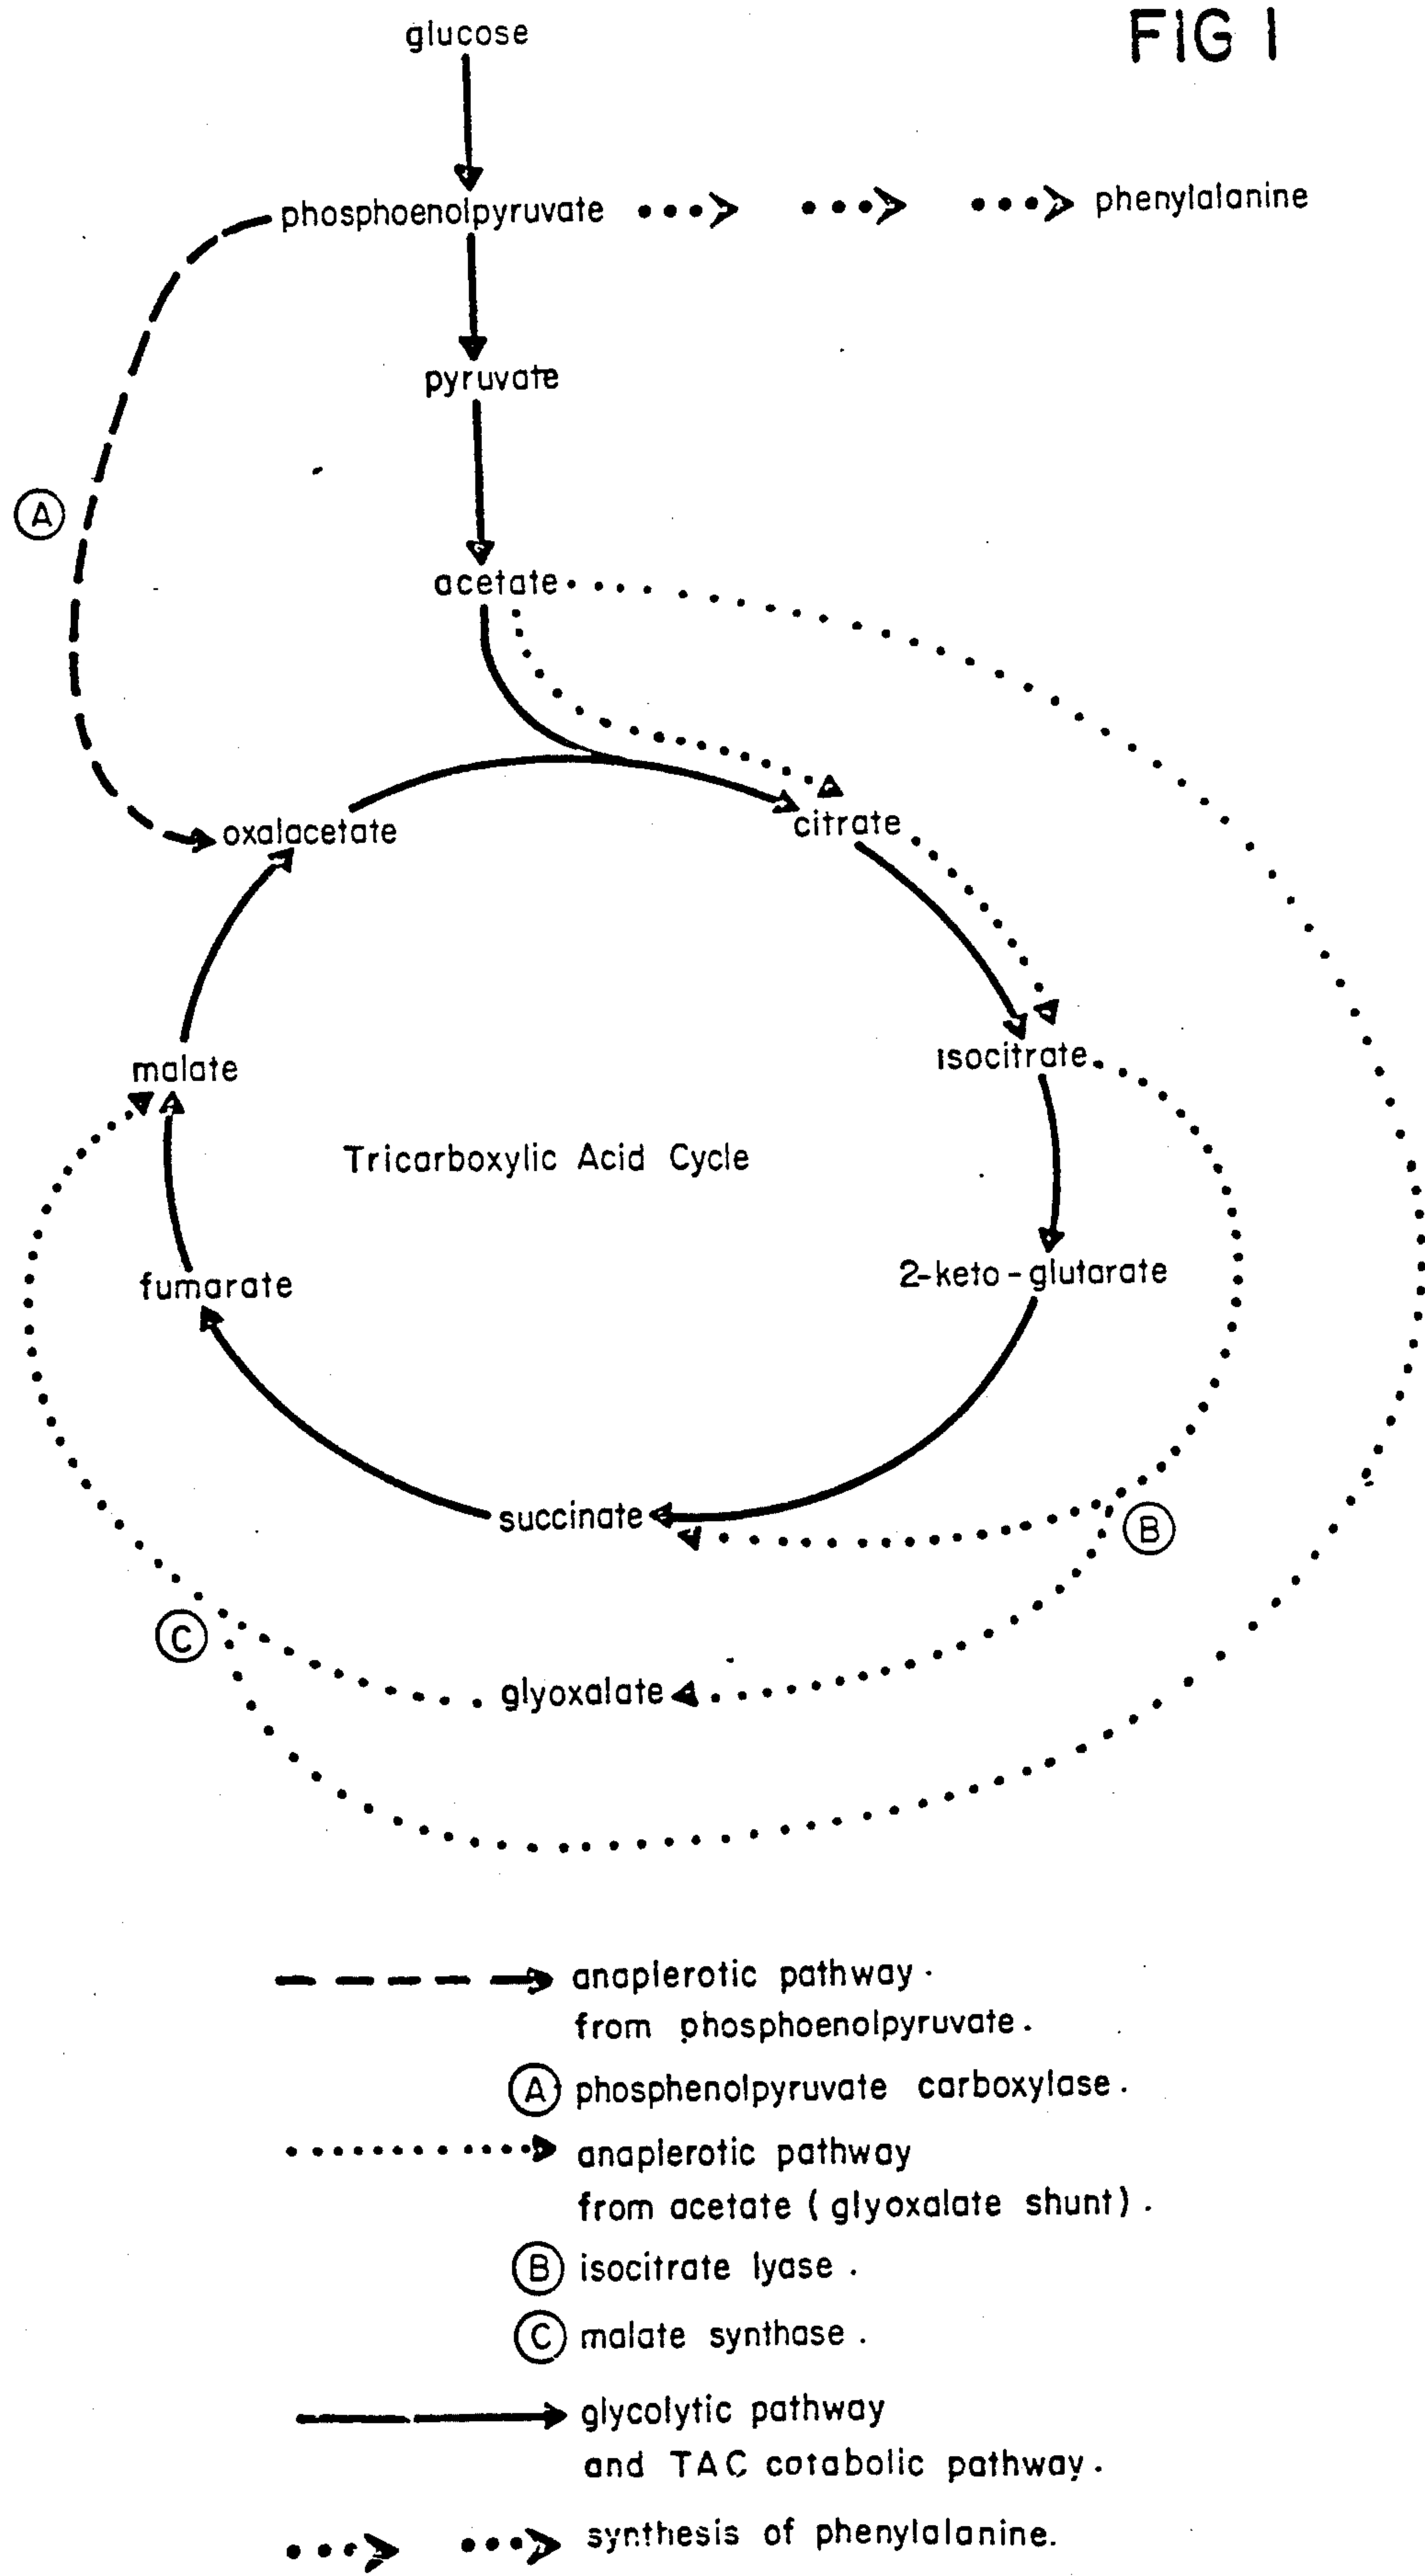 FIG 1
glucose
phosphoenolpyruvate
phenylalanine
pyruvate
A
acetate
oxalacetate
citrate
malate
isocitrate
Tricarboxylic Acid Cycle
fumarate
2-keto-glutarate
succinate
B
C
glyoxalate
anaplerotic pathway.
from phosphoenolpyruvate.
A phosphenolpyruvate carboxylase.
anaplerotic pathway
from acetate (glyoxalate shunt).
B isocitrate lyase.
C malate synthase.
glycolytic pathway
and TAC catabolic pathway.
synthesis of phenylalanine.